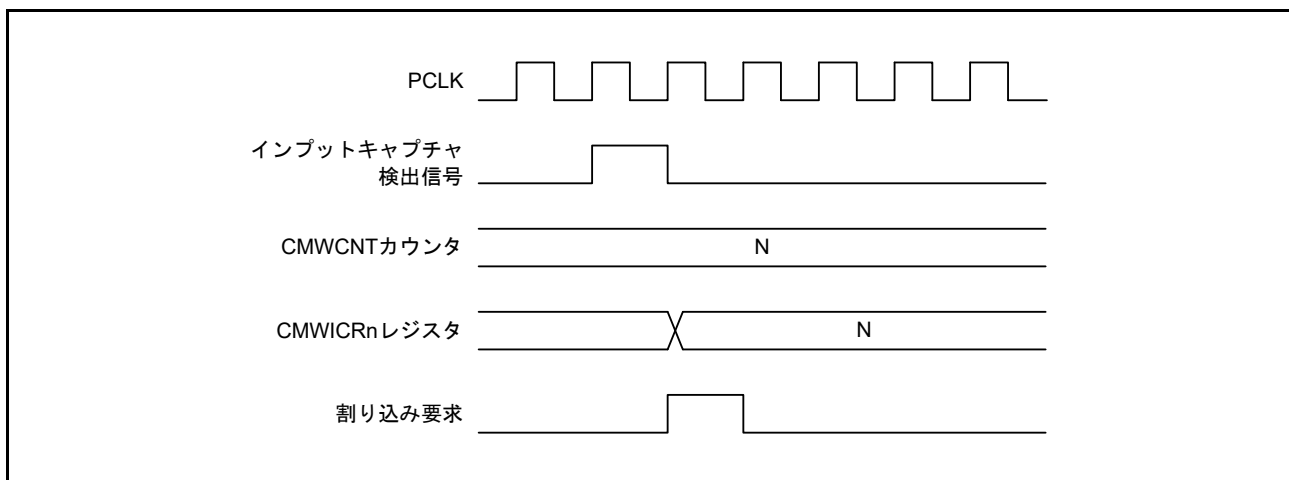 PCLK
インプットキャプチャ
検出信号
CMWCNTカウンタ
N
CMWICRnレジスタ
N
割り込み要求